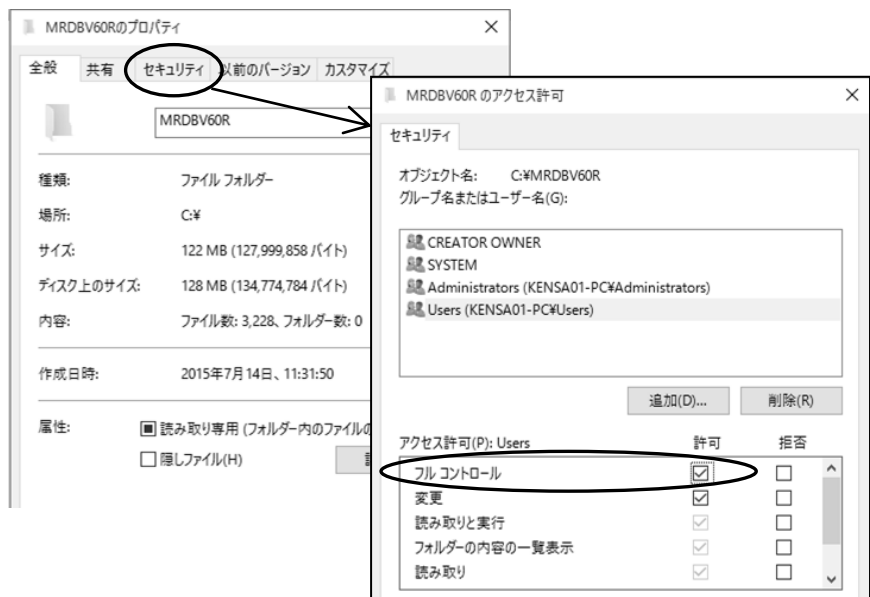 MRDBV60Rのプロパティ
全般 共有 セキュリティ 以前のバージョン カスタマイズ
MRDBV60R
種類: ファイル フォルダー
場所: C:¥
サイズ: 122 MB (127,999,858 バイト)
ディスク上のサイズ: 128 MB (134,774,784 バイト)
内容: ファイル数: 3,228、フォルダー数: 0
作成日時: 2015年7月14日、11:31:50
属性: 読み取り専用 (フォルダー内のファイルの
隠しファイル(H)
MRDBV60R のアクセス許可
セキュリティ
オブジェクト名: C:¥MRDBV60R
グループ名またはユーザー名(G):
CREATOR OWNER
SYSTEM
Administrators (KENSA01-PC¥Administrators)
Users (KENSA01-PC¥Users)
追加(D)... 削除(R)
アクセス許可(P): Users 許可 拒否
フル コントロール
変更
読み取りと実行
フォルダーの内容の一覧表示
読み取り